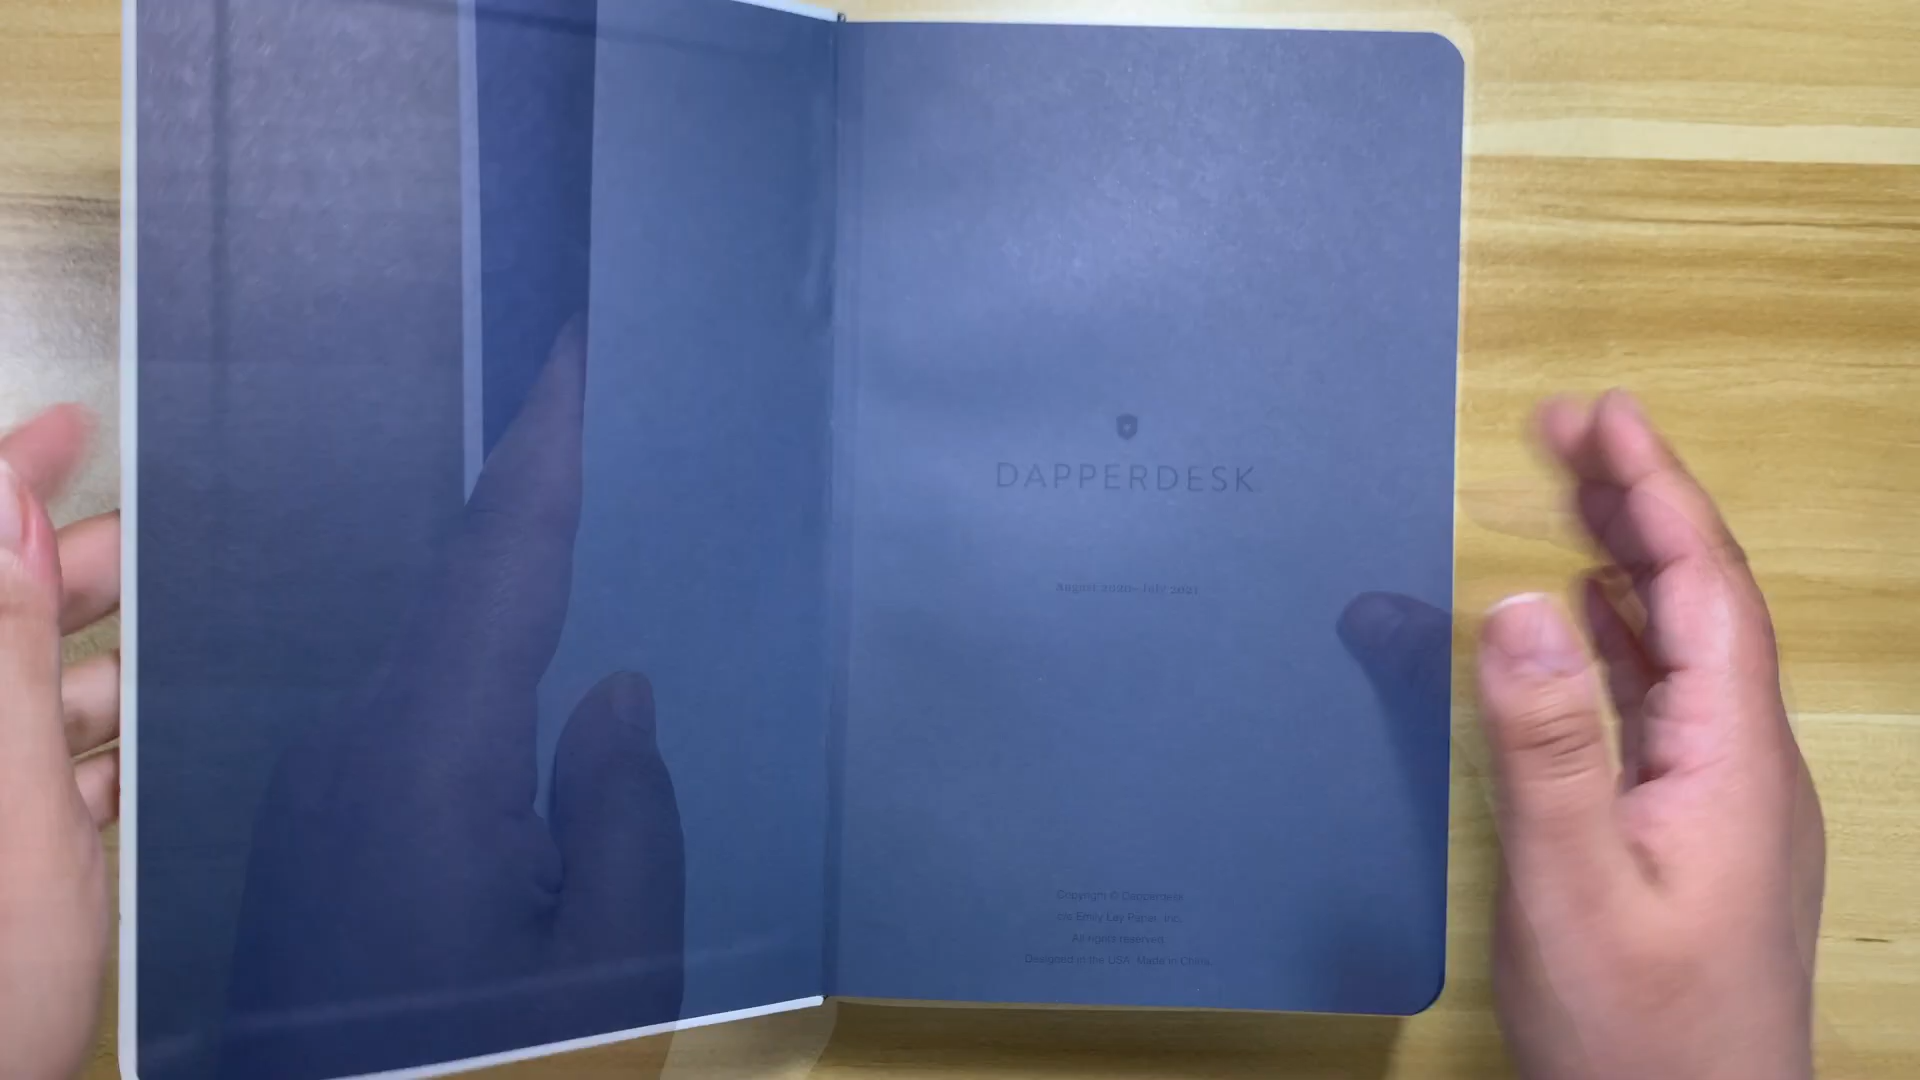 DAPPERDESK
August 2020–July 2021
Copyright © Dapperdesk
c/o Emily Ley Paper, Inc.
All rights reserved.
Designed in the USA. Made in China.